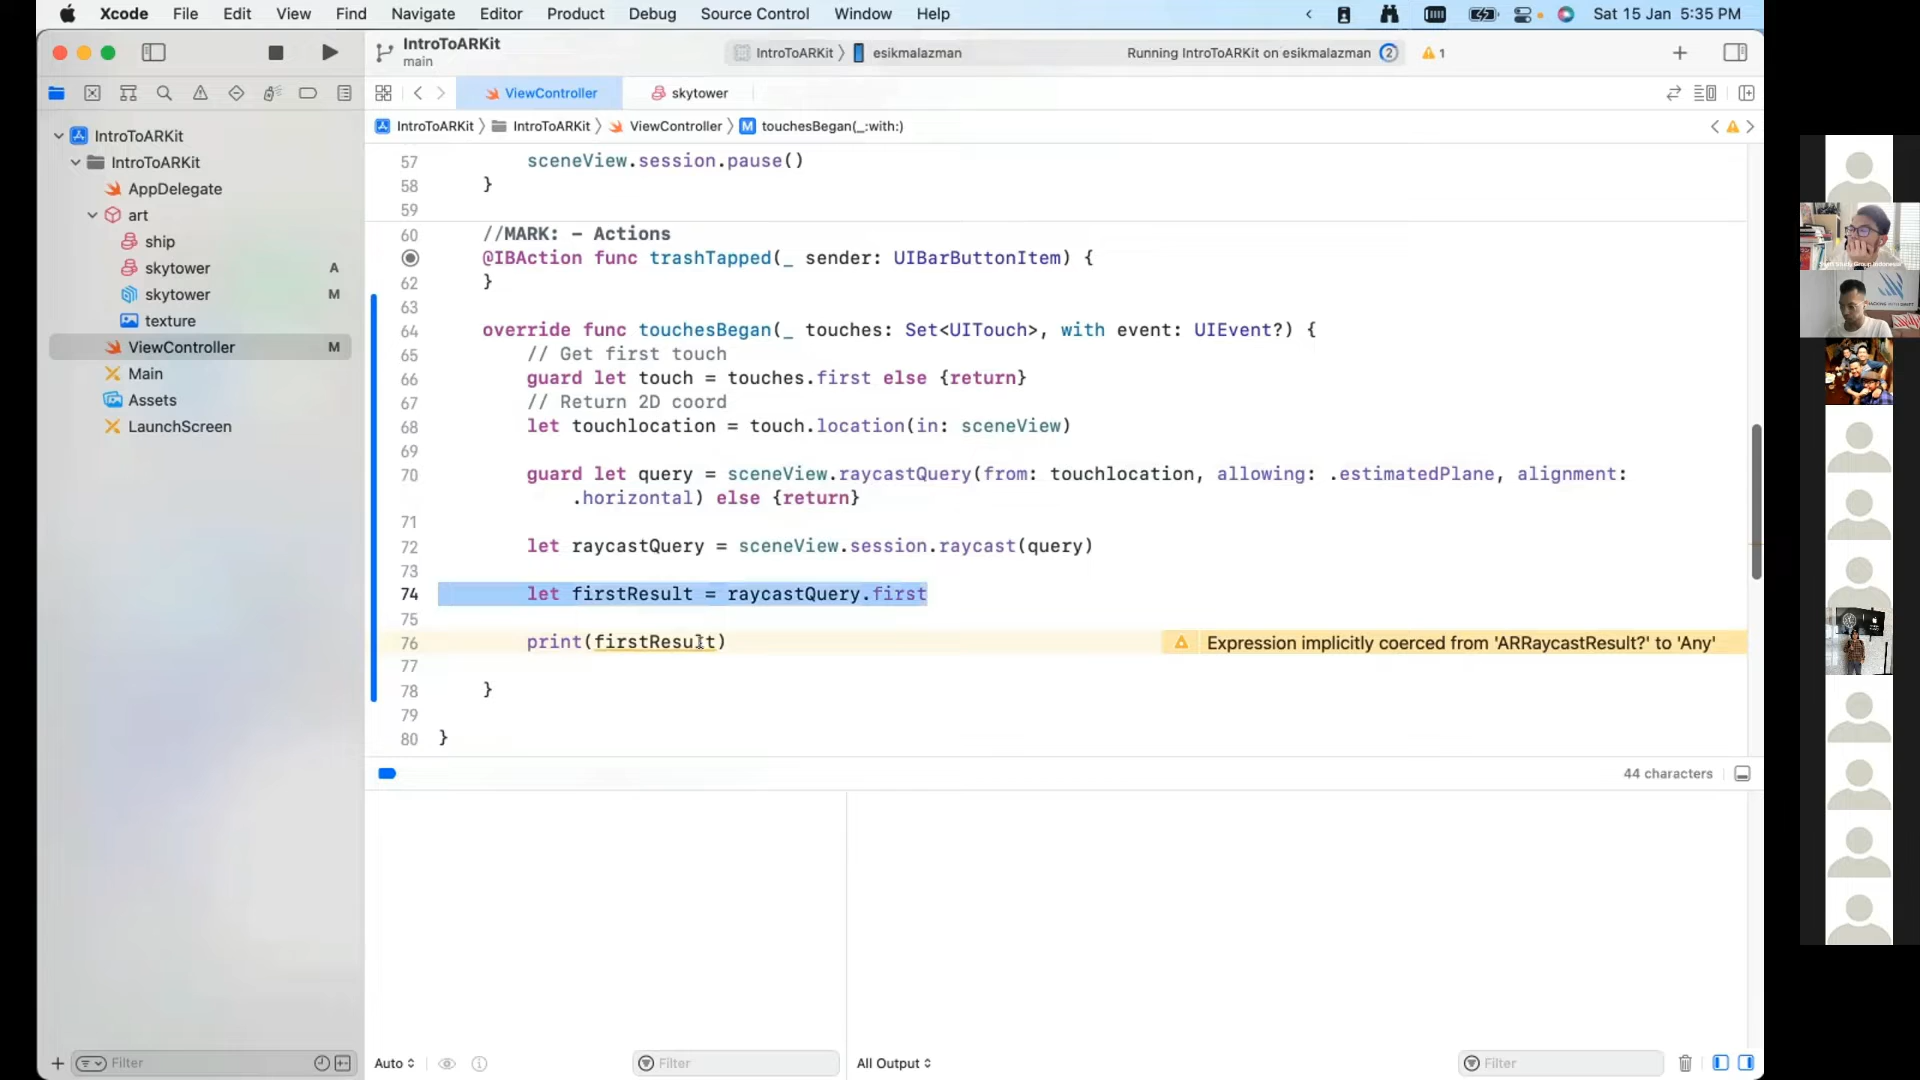 Xcode File Edit View Find Navigate Editor Product Debug Source Control Window Help Sat 15 Jan 5:35 PM
IntroToARKit
main
IntroToARKit 〉 esikmalazman
Running IntroToARKit on esikmalazman 2
1
ViewController
skytower
IntroToARKit 〉 IntroToARKit 〉 ViewController 〉 M touchesBegan(_:with:)
IntroToARKit
IntroToARKit
AppDelegate
art
ship
skytower A
skytower M
texture
ViewController M
Main
Assets
LaunchScreen
57 sceneView.session.pause()
58 }
59
60 //MARK: - Actions
@IBAction func trashTapped(_ sender: UIBarButtonItem) {
62 }
63
64 override func touchesBegan(_ touches: Set<UITouch>, with event: UIEvent?) {
65 // Get first touch
66 guard let touch = touches.first else {return}
67 // Return 2D coord
68 let touchlocation = touch.location(in: sceneView)
69
70 guard let query = sceneView.raycastQuery(from: touchlocation, allowing: .estimatedPlane, alignment:
.horizontal) else {return}
71
72 let raycastQuery = sceneView.session.raycast(query)
73
74 let firstResult = raycastQuery.first
75
76 print(firstResult) Expression implicitly coerced from 'ARRaycastResult?' to 'Any'
77
78 }
79
80 }
44 characters
Filter
Auto
Filter
All Output
Filter